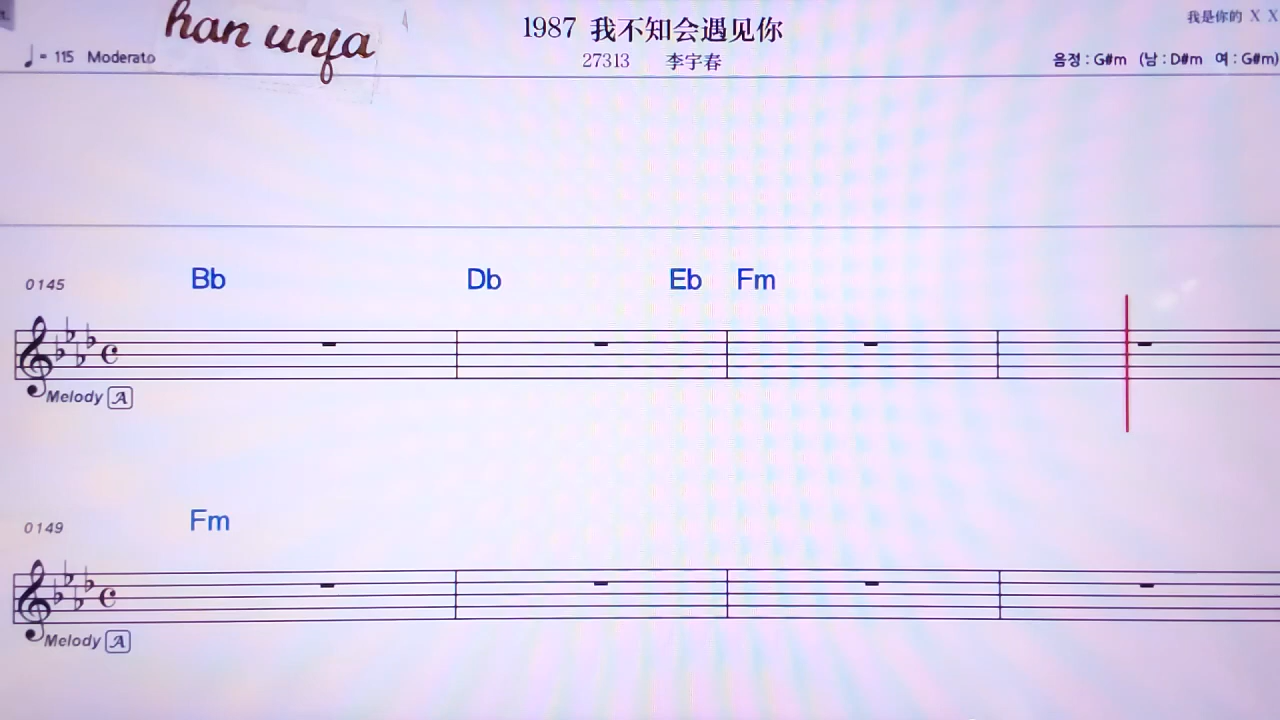 han unja
1987 我不知会遇见你
我是你的 X X
♩= 115 Moderato
27313 李宇春
음정 : G#m (남 : D#m 여 : G#m)
0145 Bb Db Eb Fm
Melody A
0149 Fm
Melody A